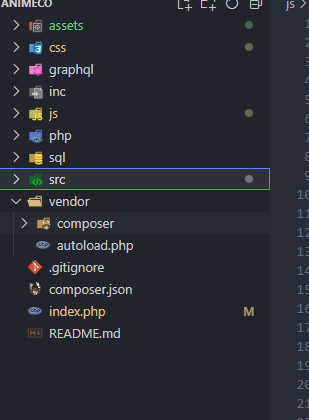 ANIMECO
js
assets
1
css
2
graphql
3
inc
4
js
5
php
6
sql
7
src
8
vendor
9
composer
10
autoload.php
11
.gitignore
12
composer.json
13
index.php M
14
README.md
15
16
17
18
19
20
21
22